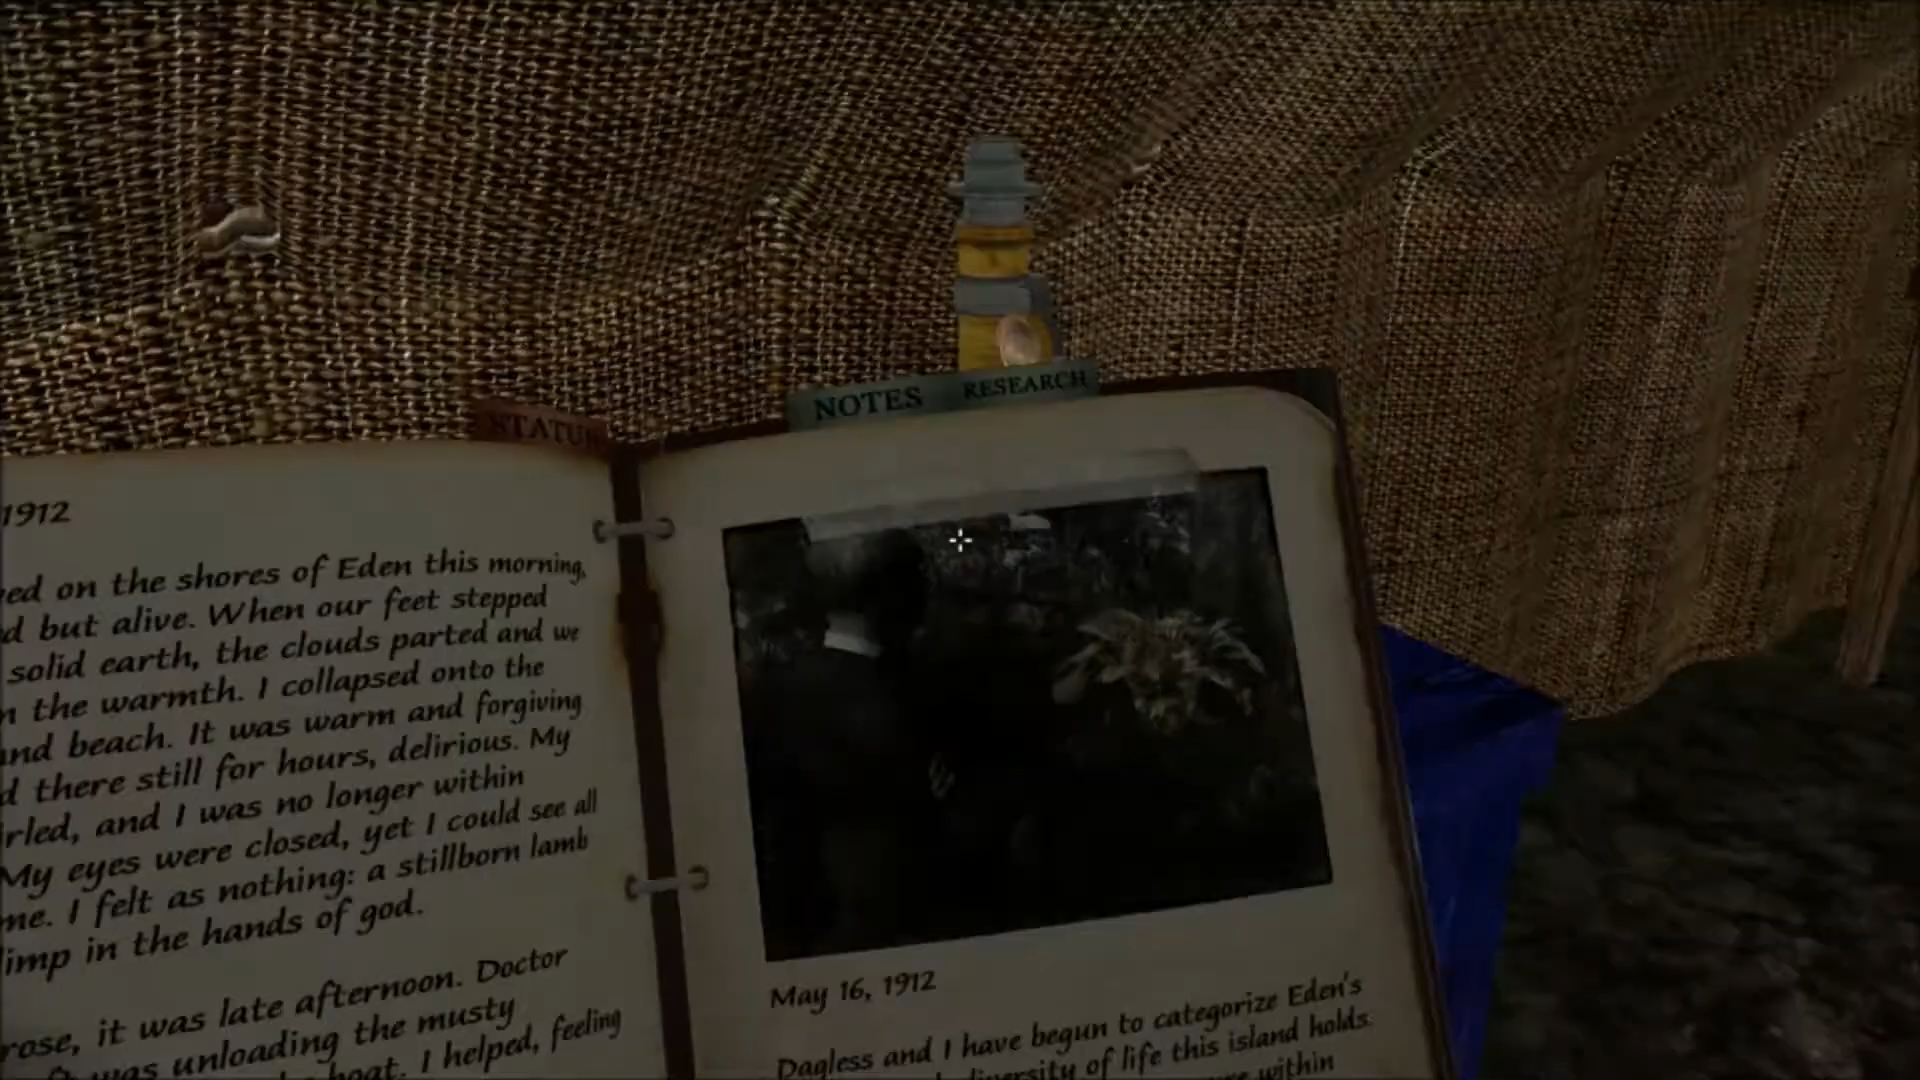 STATUS
NOTES RESEARCH
1912
on the shores of Eden this morning,
but alive. When our feet stepped
solid earth, the clouds parted and we
the warmth. I collapsed onto the
beach. It was warm and forgiving
there still for hours, delirious. My
and I was no longer within
My eyes were closed, yet I could see all
me. I felt as nothing: a stillborn lamb
limp in the hands of god.
rose, it was late afternoon. Doctor
was unloading the musty
boat. I helped, feeling
May 16, 1912
Dagless and I have begun to categorize Eden's
diversity of life this island holds
within